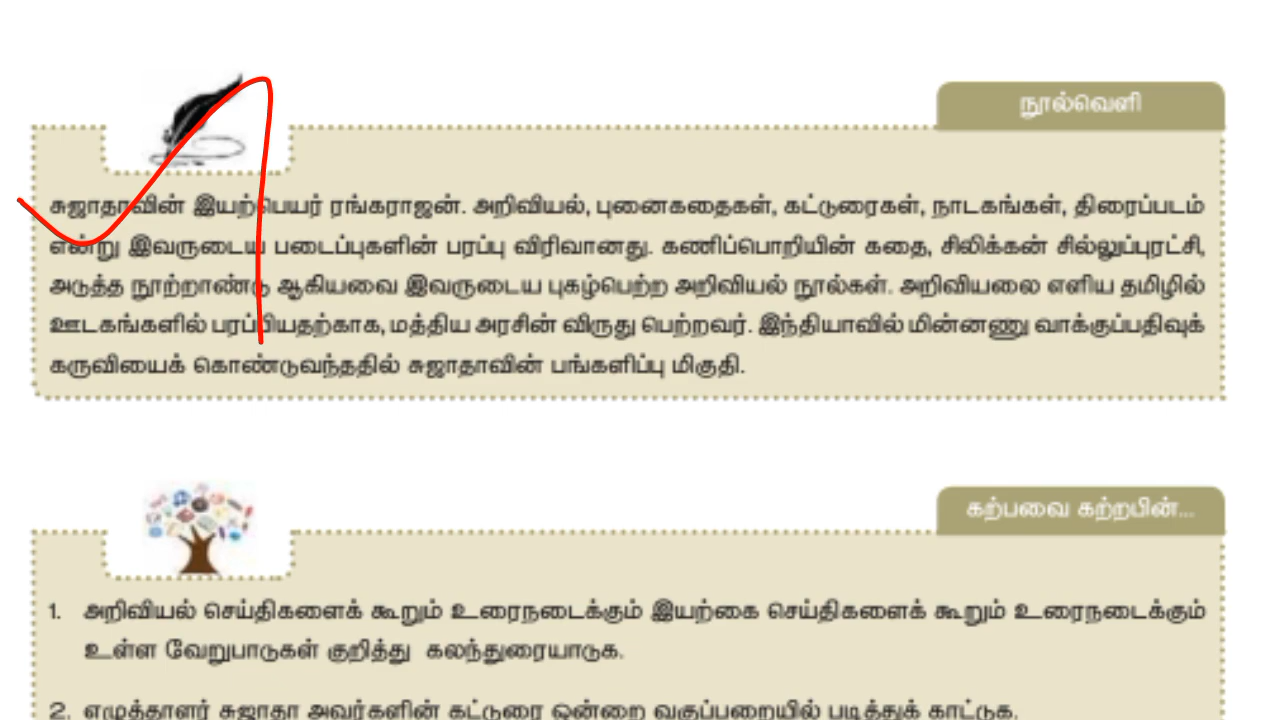 நூல்வெளி
சுஜாதாவின் இயற்பெயர் ரங்கராஜன். அறிவியல், புனைகதைகள், கட்டுரைகள், நாடகங்கள், திரைப்படம்
என்று இவருடைய படைப்புகளின் பரப்பு விரிவானது. கணிப்பொறியின் கதை, சிலிக்கன் சில்லுப்புரட்சி,
அடுத்த நூற்றாண்டு ஆகியவை இவருடைய புகழ்பெற்ற அறிவியல் நூல்கள். அறிவியலை எளிய தமிழில்
ஊடகங்களில் பரப்பியதற்காக, மத்திய அரசின் விருது பெற்றவர். இந்தியாவில் மின்னணு வாக்குப்பதிவுக்
கருவியைக் கொண்டுவந்ததில் சுஜாதாவின் பங்களிப்பு மிகுதி.
கற்பவை கற்றபின்...
1. அறிவியல் செய்திகளைக் கூறும் உரைநடைக்கும் இயற்கை செய்திகளைக் கூறும் உரைநடைக்கும்
உள்ள வேறுபாடுகள் குறித்து கலந்துரையாடுக.
2. எழுத்தாளர் சுஜாதா அவர்களின் கட்டுரை ஒன்றை வகுப்பறையில் படித்துக் காட்டுக.